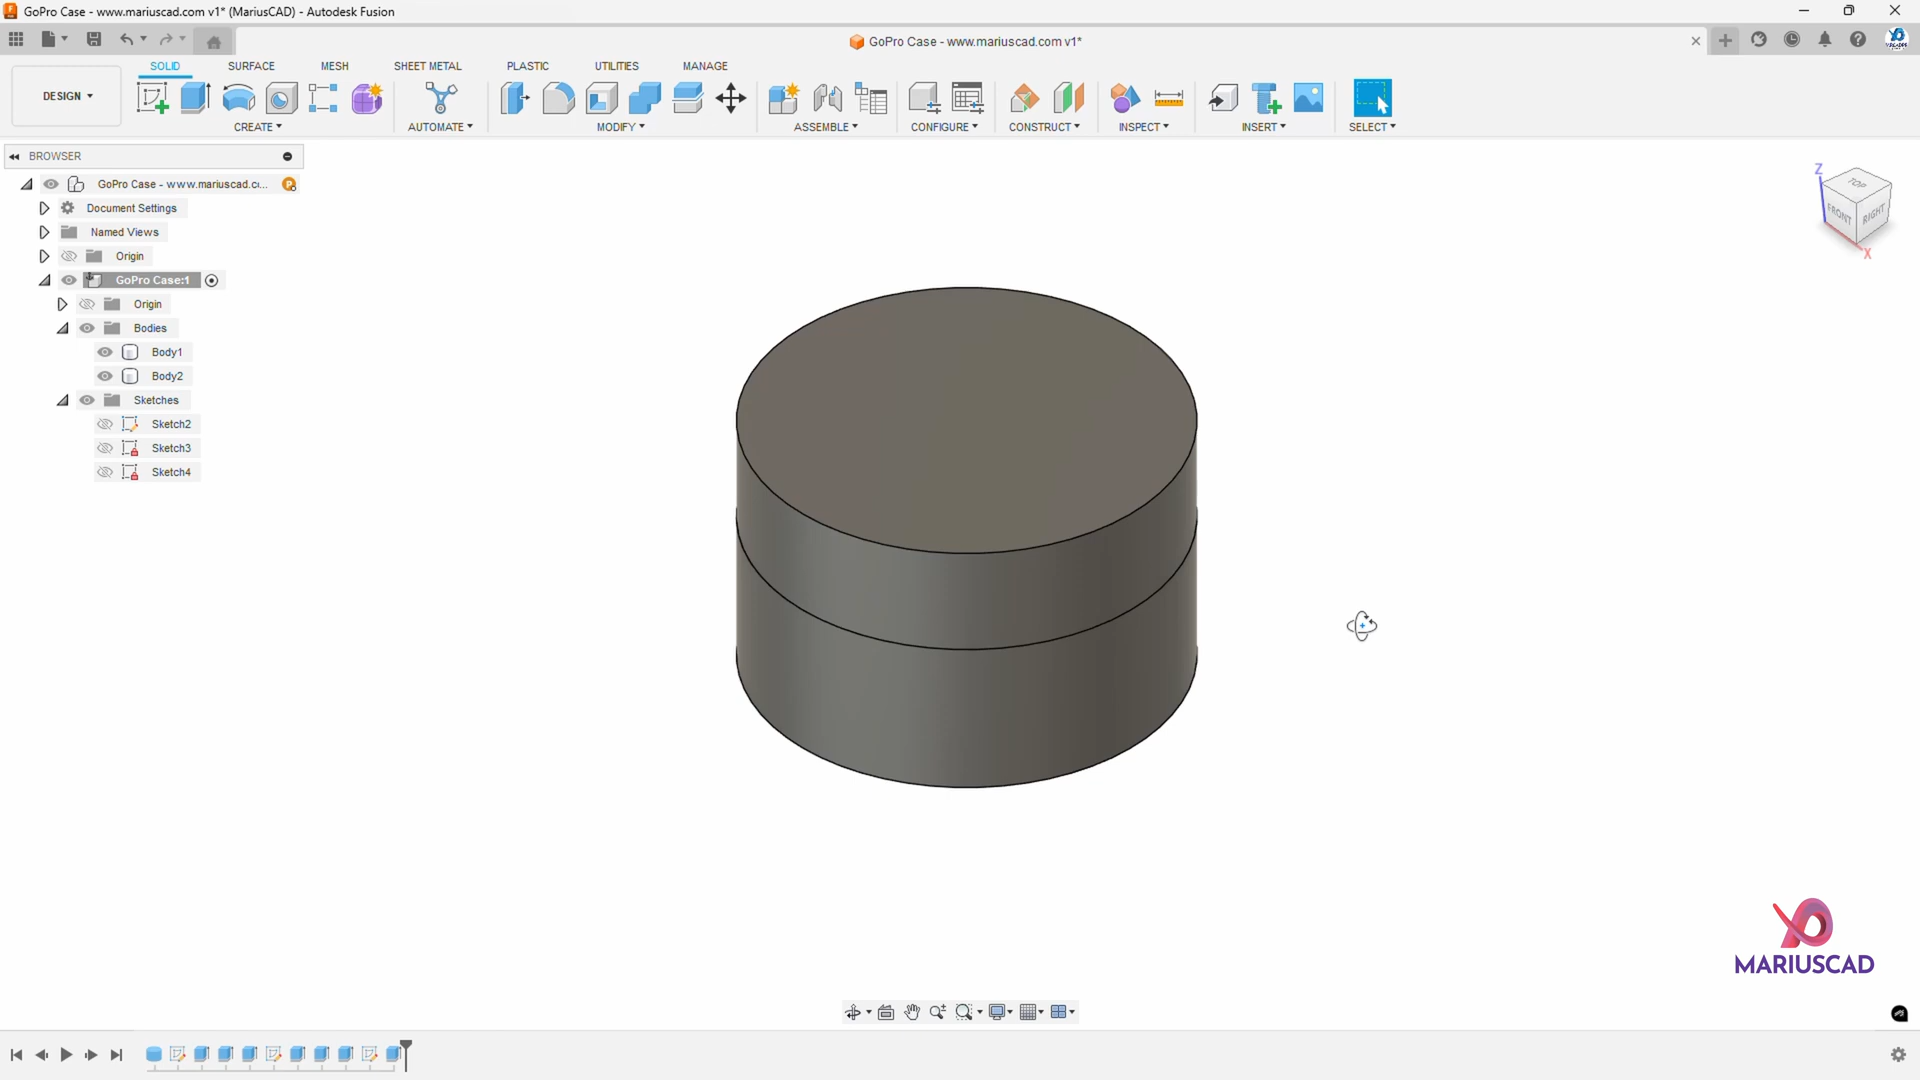 GoPro Case - www.mariuscad.com v1* (MariusCAD) - Autodesk Fusion
GoPro Case - www.mariuscad.com v1*
SOLID SURFACE MESH SHEET METAL PLASTIC UTILITIES MANAGE
DESIGN
CREATE AUTOMATE MODIFY ASSEMBLE CONFIGURE CONSTRUCT INSPECT INSERT SELECT
BROWSER
GoPro Case - www.mariuscad.c...
Document Settings
Named Views
Origin
GoPro Case:1
Origin
Bodies
Body1
Body2
Sketches
Sketch2
Sketch3
Sketch4
Z
TOP
FRONT RIGHT
X
MARIUSCAD